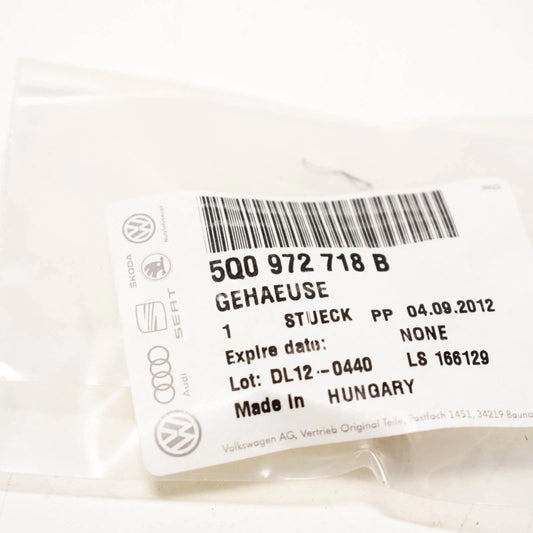 5Q0 972 718 B
GEHAEUSE
1 STUECK PP 04.09.2012
Expire date: NONE
Lot: DL12-0440 LS 166129
Made in HUNGARY
Volkswagen AG, Vertrieb Original Teile, Postfach 1451, 34219 Bauna
ŠKODA
SEAT
Audi